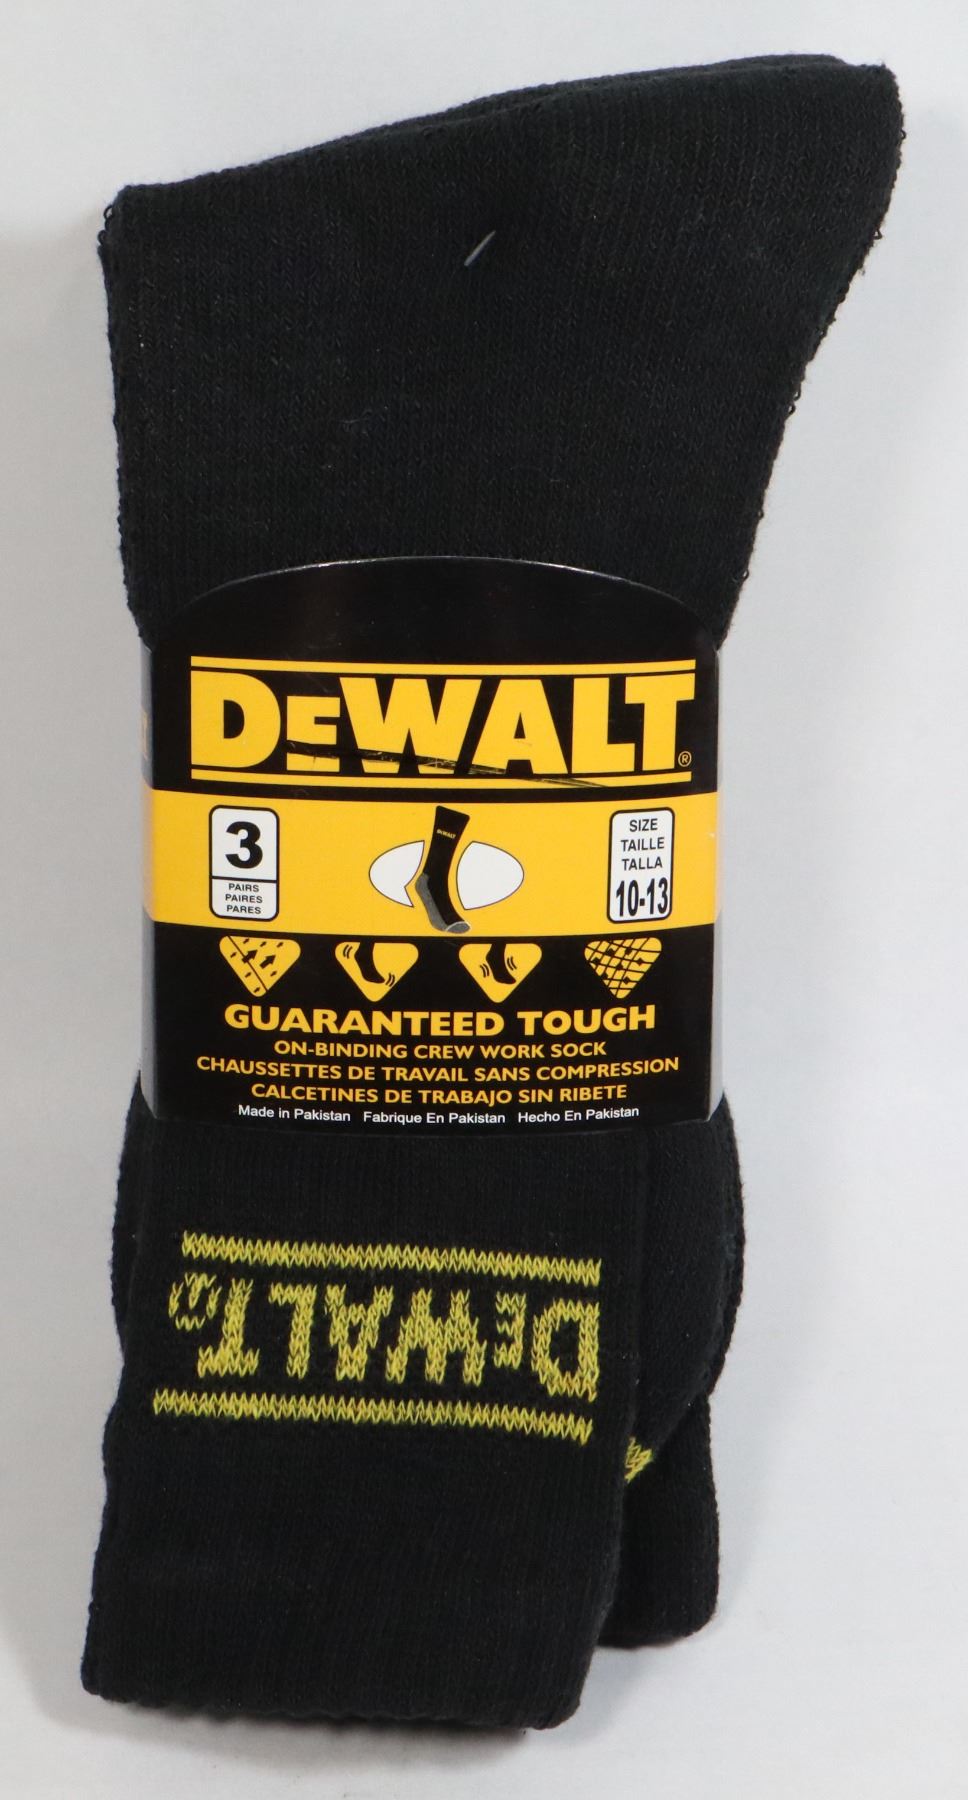 DEWALT®
3
PAIRS
PAIRES
PARES
DEWALT
SIZE
TAILLE
TALLA
10-13
GUARANTEED TOUGH
ON-BINDING CREW WORK SOCK
CHAUSSETTES DE TRAVAIL SANS COMPRESSION
CALCETINES DE TRABAJO SIN RIBETE
Made in Pakistan Fabrique En Pakistan Hecho En Pakistan
DEWALT®